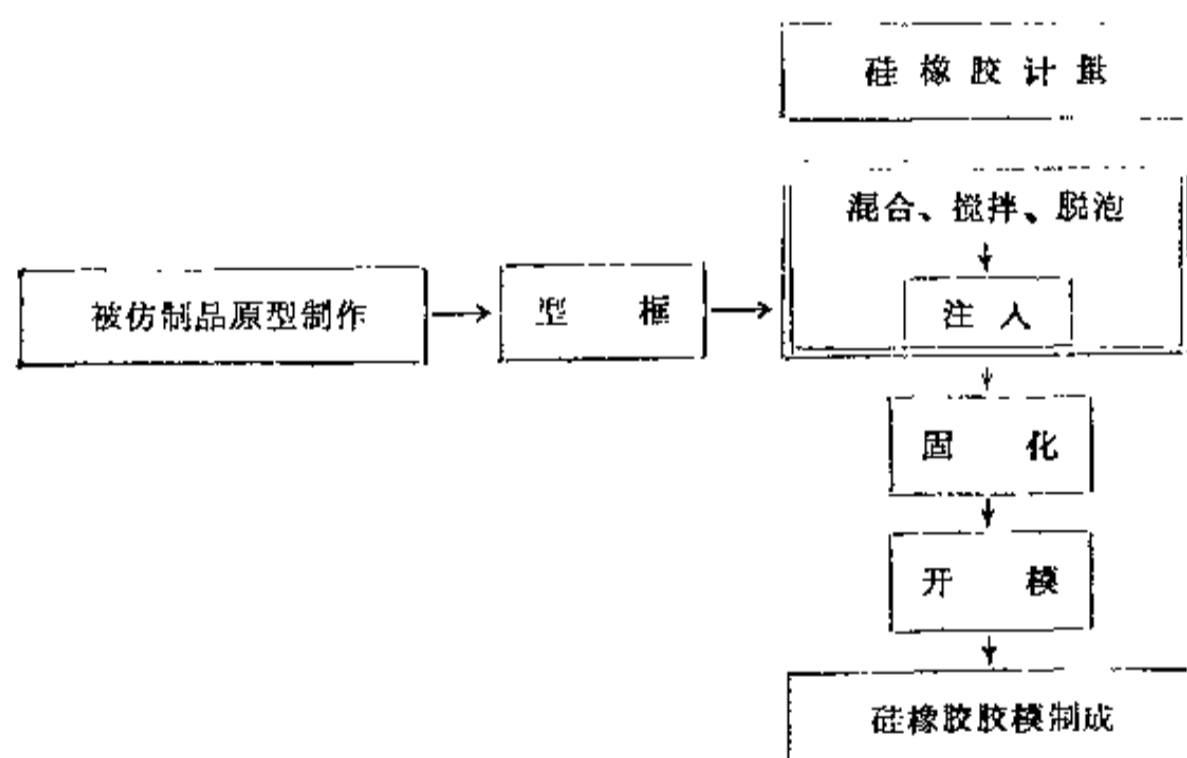 硅橡胶计量
混合、搅拌、脱泡
被仿制品原型制作
型框
注入
固化
开模
硅橡胶胶模制成